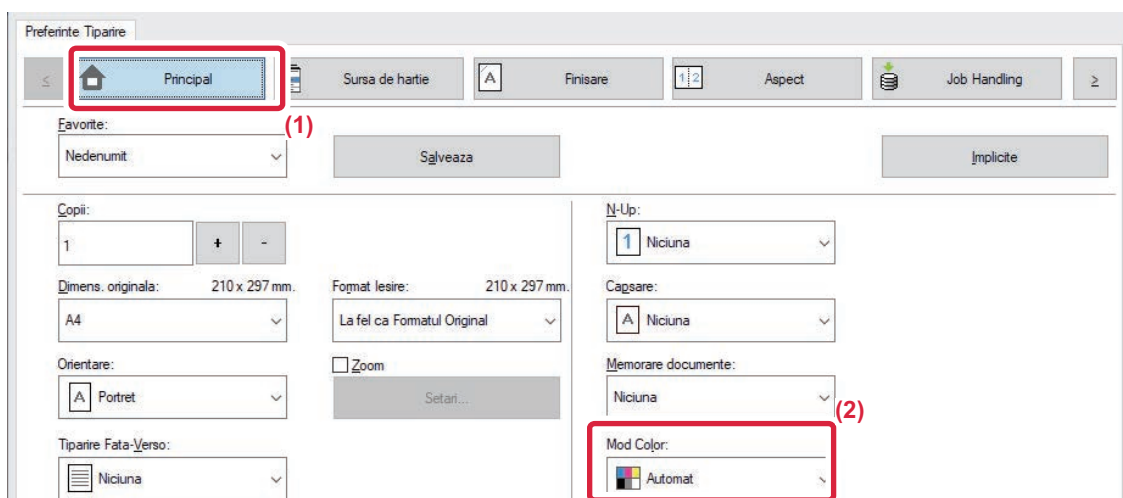 Preferinte Tiparire
≤ Principal Sursa de hartie A Finisare 1 2 Aspect Job Handling ≥
(1)
Favorite:
Nedenumit Salveaza Implicite
Copii: N-Up:
1 + - 1 Niciuna
Dimens. originala: 210 x 297 mm. Format Iesire: 210 x 297 mm. Capsare:
A4 La fel ca Formatul Original A Niciuna
Orientare: Zoom Memorare documente:
A Portret Setari... Niciuna
(2)
Tiparire Fata-Verso: Mod Color:
Niciuna Automat